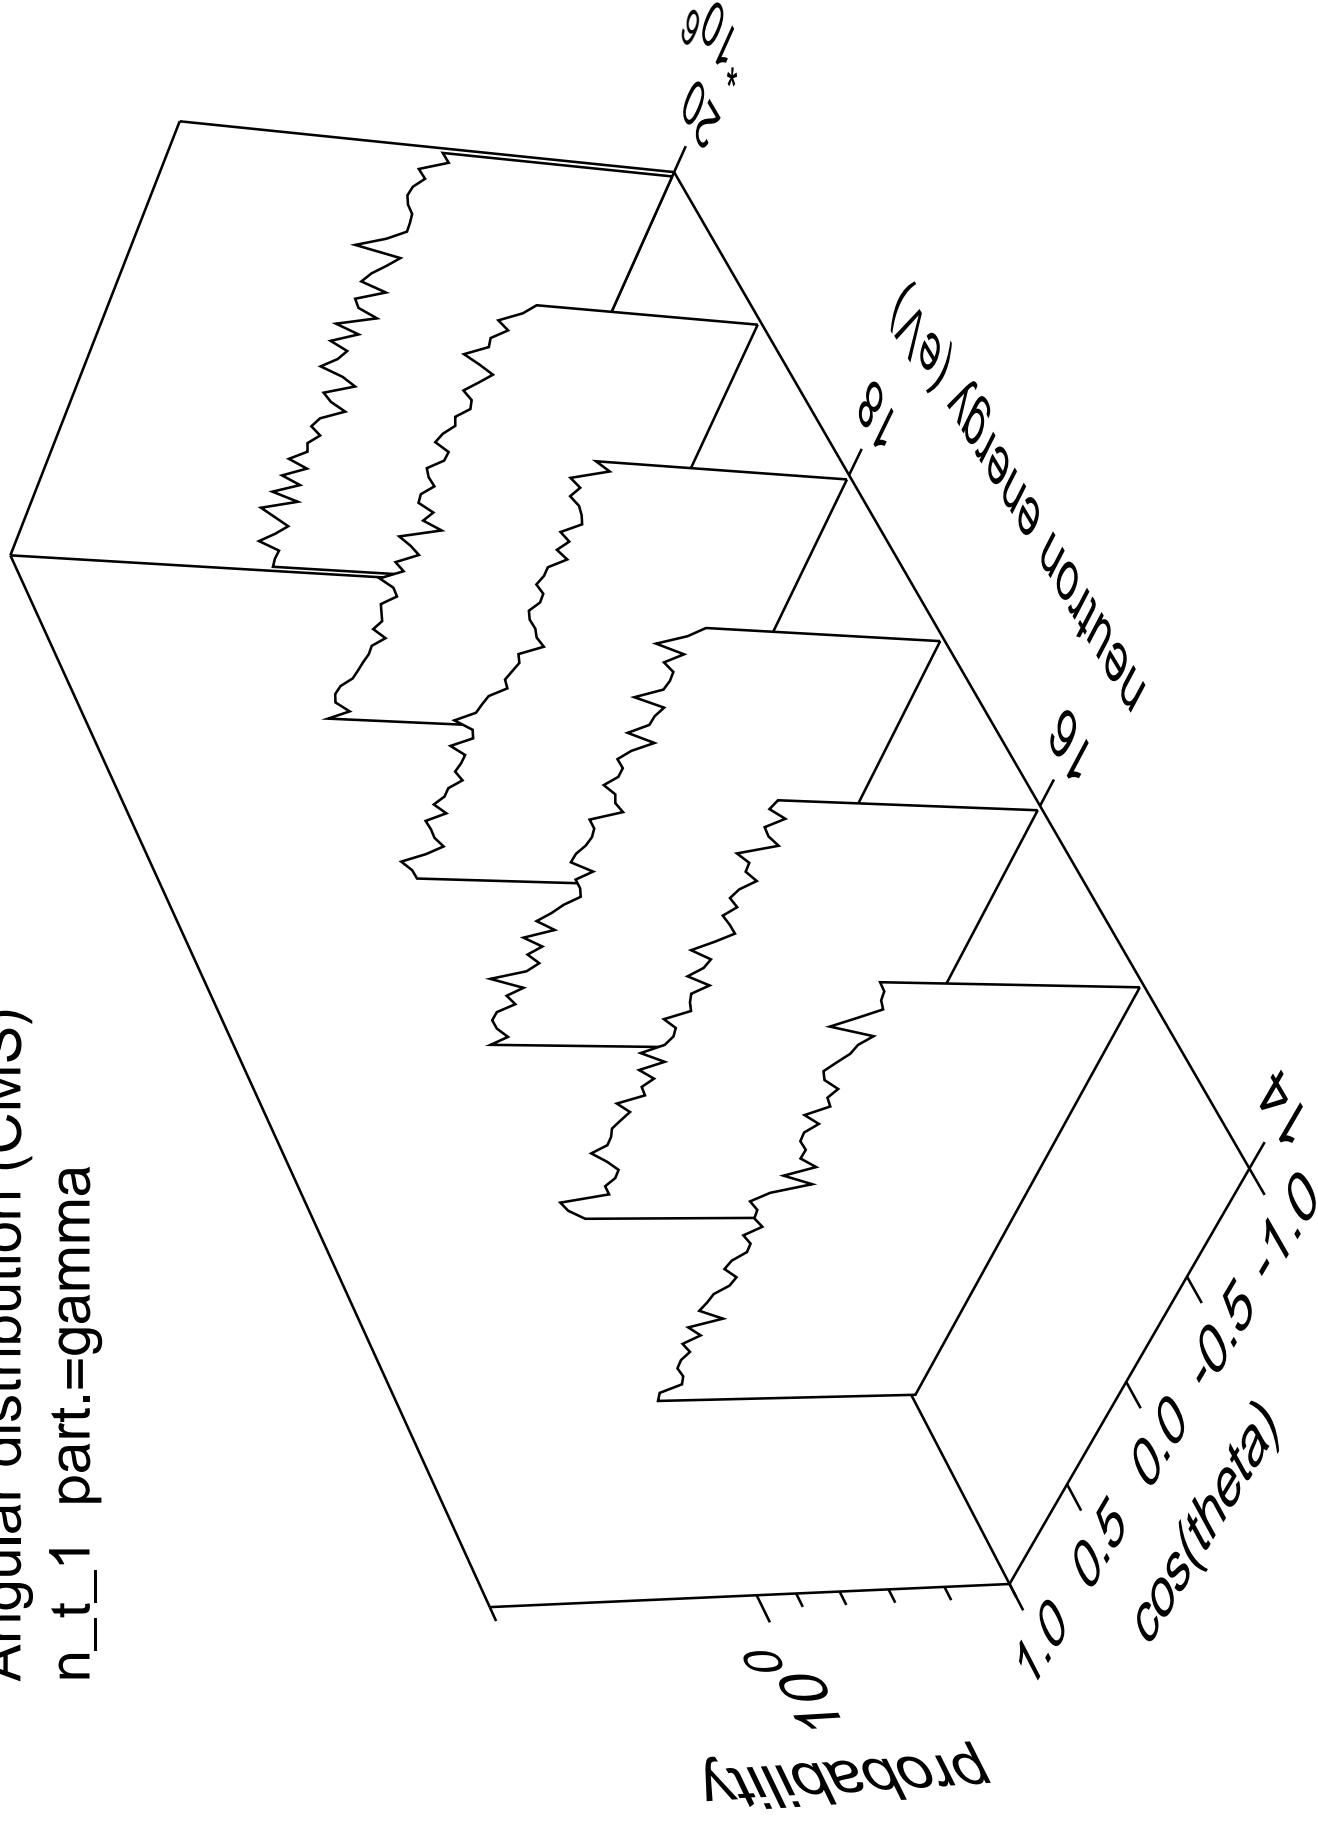 Angular distribution (CMS)
n_t_1 part.=gamma
probability
10 0
1.0 0.5 0.0 -0.5 -1.0
cos(theta)
14 16 18 20
* 10 6
neutron energy (eV)